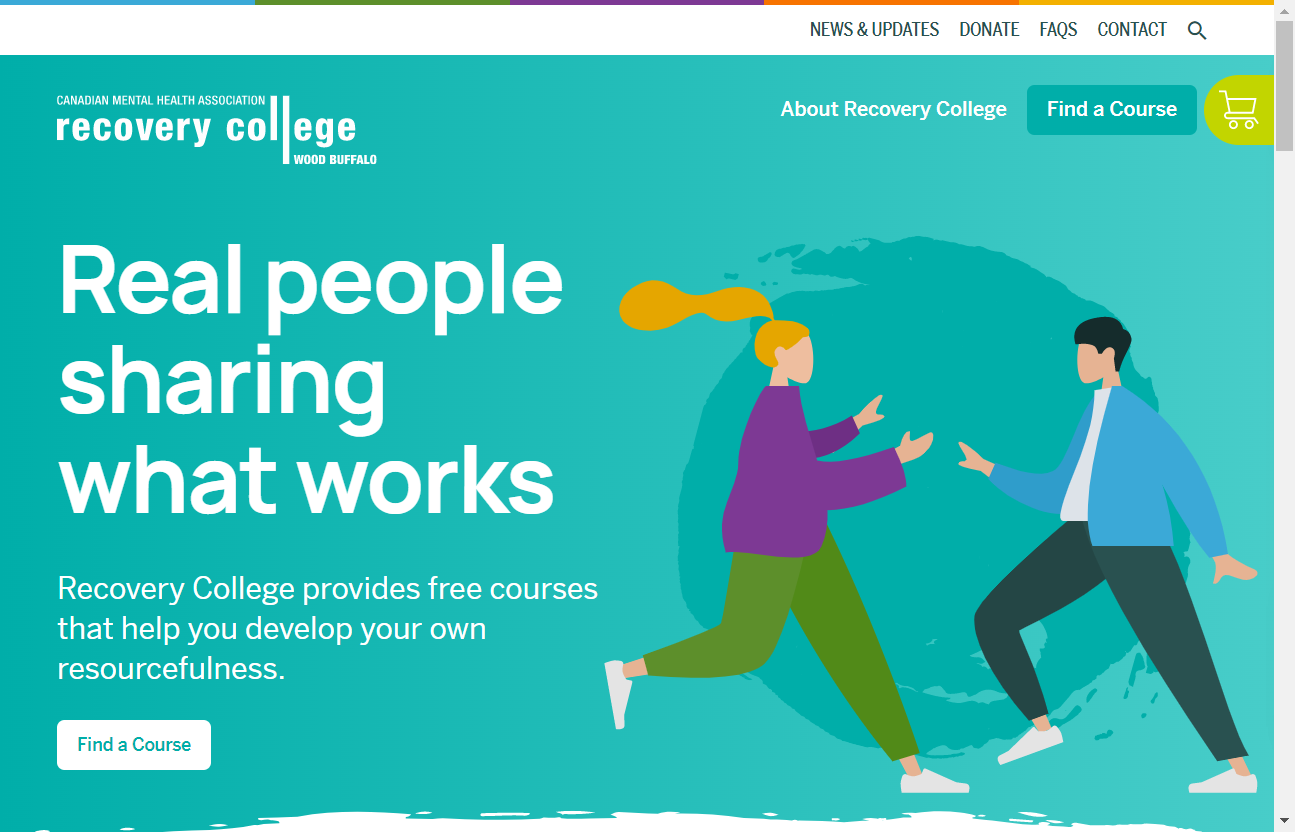 NEWS & UPDATES DONATE FAQS CONTACT
CANADIAN MENTAL HEALTH ASSOCIATION
recovery college
WOOD BUFFALO
About Recovery College Find a Course
Real people
sharing
what works
Recovery College provides free courses
that help you develop your own
resourcefulness.
Find a Course